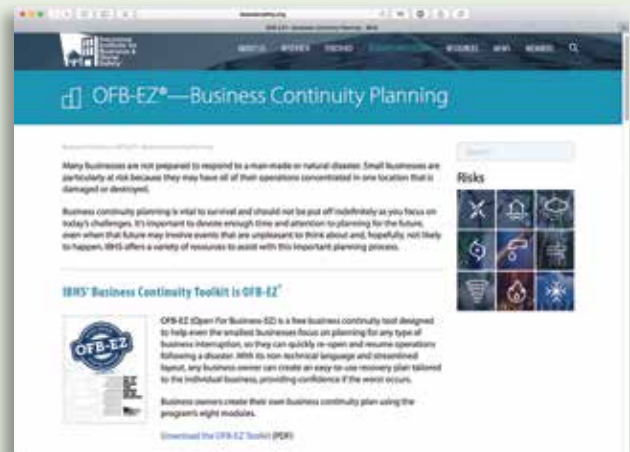 Insurance
Institute for
Business &
Home
Safety
ABOUT US
RESEARCH
RESOURCES
NEWS
MEMBERS
OFB-EZ®—Business Continuity Planning
Many businesses are not prepared to respond to a man-made or natural disaster. Small businesses are
particularly at risk because they may have all of their operations concentrated in one location that is
damaged or destroyed.
Business continuity planning is vital to survival and should not be put off indefinitely as you focus on
today's challenges. It's important to devote enough time and attention to planning for the future,
even when that future may involve events that are unpleasant to think about and, hopefully, not likely
to happen. IBHS offers a variety of resources to assist with this important planning process.
Risks
IBHS' Business Continuity Toolkit is OFB-EZ®
OFB-EZ
OFB-EZ (Open For Business-EZ) is a free business continuity tool designed
to help even the smallest businesses focus on planning for any type of
business interruption, so they can quickly re-open and resume operations
following a disaster. With its non-technical language and streamlined
layout, any business owner can create an easy-to-use recovery plan tailored
to the individual business, providing confidence if the worst occurs.
Business owners create their own business continuity plan using the
program's eight modules.
Download the OFB-EZ Toolkit (PDF)